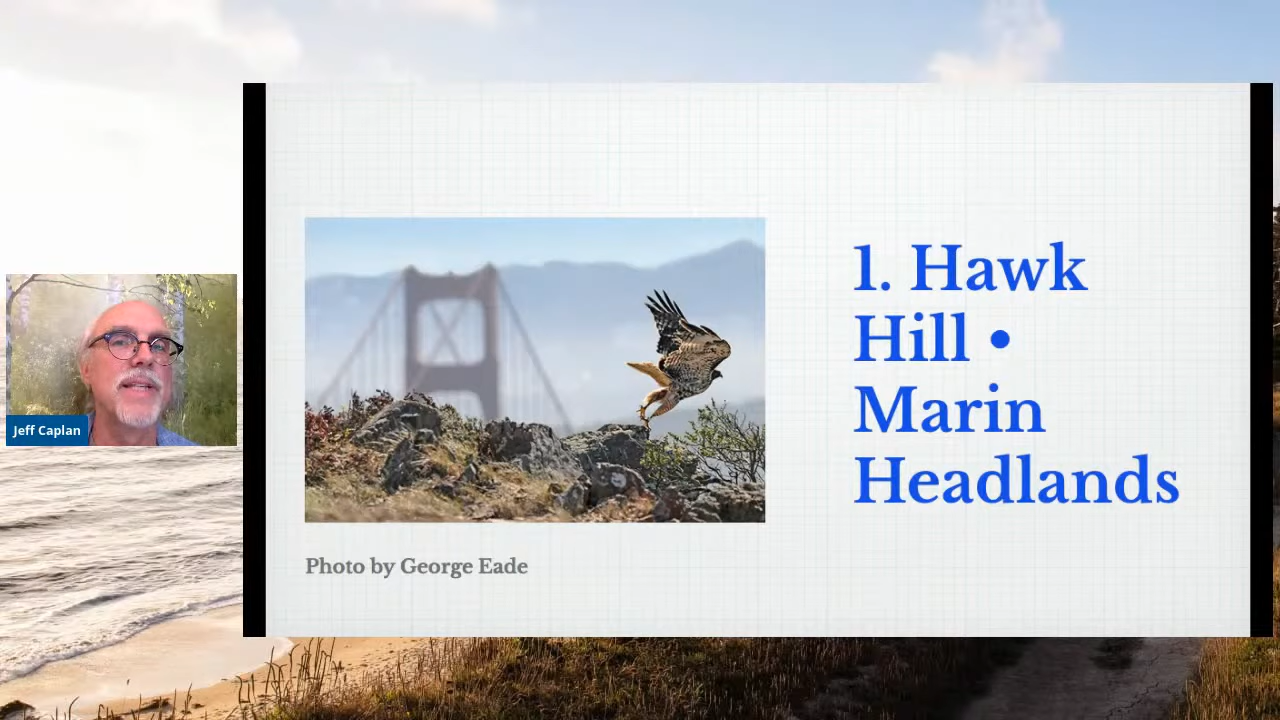 Jeff Caplan
1. Hawk
Hill •
Marin
Headlands
Photo by George Eade